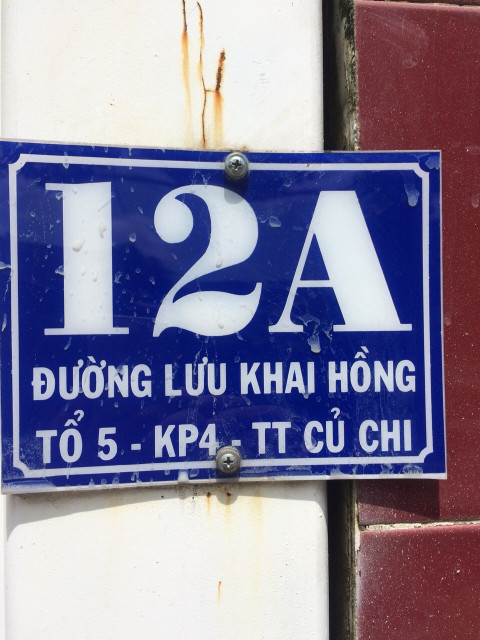 12A
ĐƯỜNG LƯU KHAI HỒNG
TỔ 5 - KP4 - TT CỦ CHI